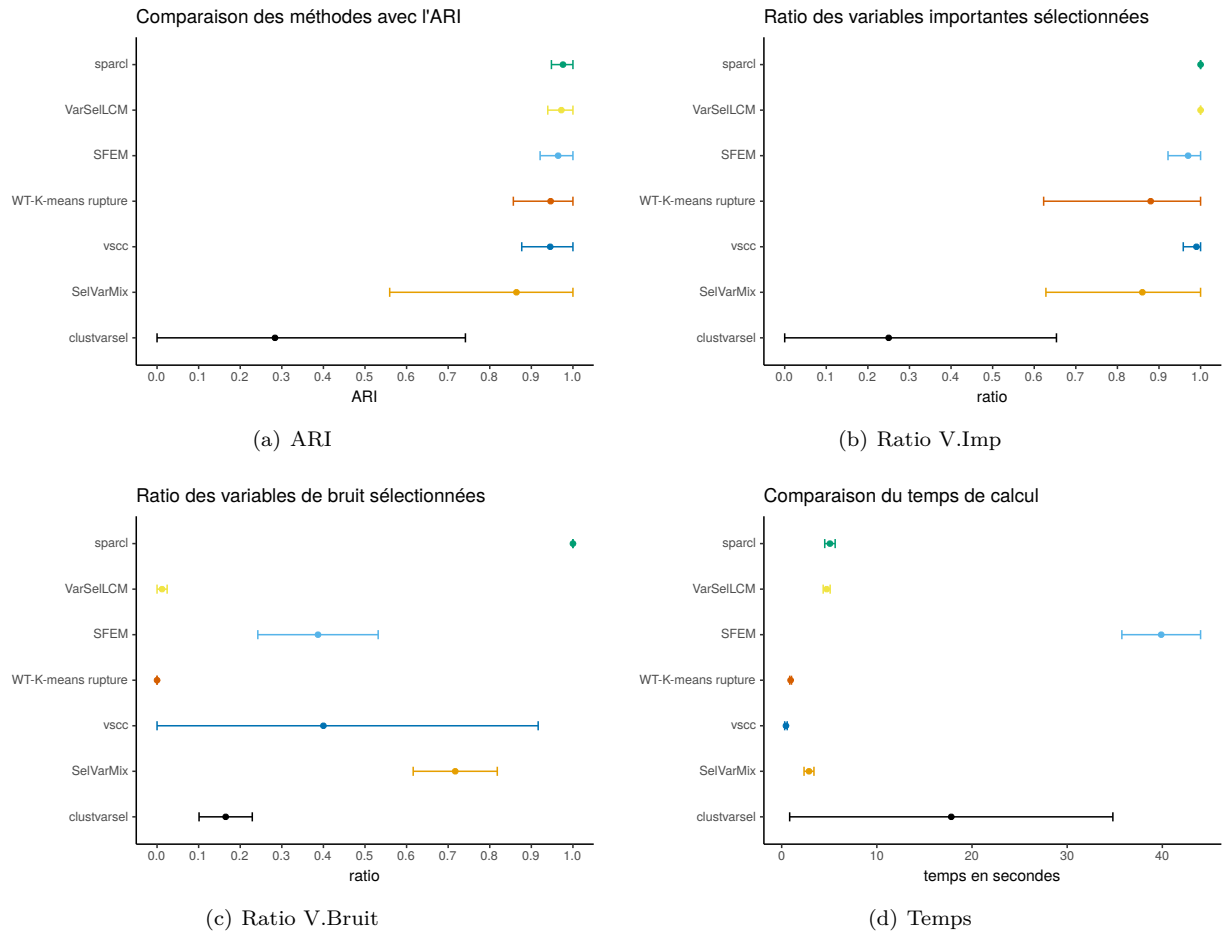 Comparaison des méthodes avec l'ARI
sparcl
VarSelLCM
SFEM
WT-K-means rupture
vscc
SelVarMix
clustvarsel
0.0 0.1 0.2 0.3 0.4 0.5 0.6 0.7 0.8 0.9 1.0
ARI
(a) ARI
Ratio des variables importantes sélectionnées
sparcl
VarSelLCM
SFEM
WT-K-means rupture
vscc
SelVarMix
clustvarsel
0.0 0.1 0.2 0.3 0.4 0.5 0.6 0.7 0.8 0.9 1.0
ratio
(b) Ratio V.Imp
Ratio des variables de bruit sélectionnées
sparcl
VarSelLCM
SFEM
WT-K-means rupture
vscc
SelVarMix
clustvarsel
0.0 0.1 0.2 0.3 0.4 0.5 0.6 0.7 0.8 0.9 1.0
ratio
(c) Ratio V.Bruit
Comparaison du temps de calcul
sparcl
VarSelLCM
SFEM
WT-K-means rupture
vscc
SelVarMix
clustvarsel
0 10 20 30 40
temps en secondes
(d) Temps